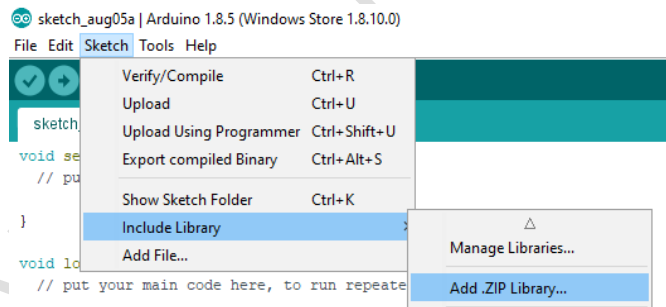 sketch_aug05a | Arduino 1.8.5 (Windows Store 1.8.10.0)
File Edit Sketch Tools Help
Verify/Compile Ctrl+R
Upload Ctrl+U
Upload Using Programmer Ctrl+Shift+U
Export compiled Binary Ctrl+Alt+S
Show Sketch Folder Ctrl+K
Include Library
Add File...
Manage Libraries...
Add .ZIP Library...
sketch_
void se
// pu
}
void lo
// put your main code here, to run repeate